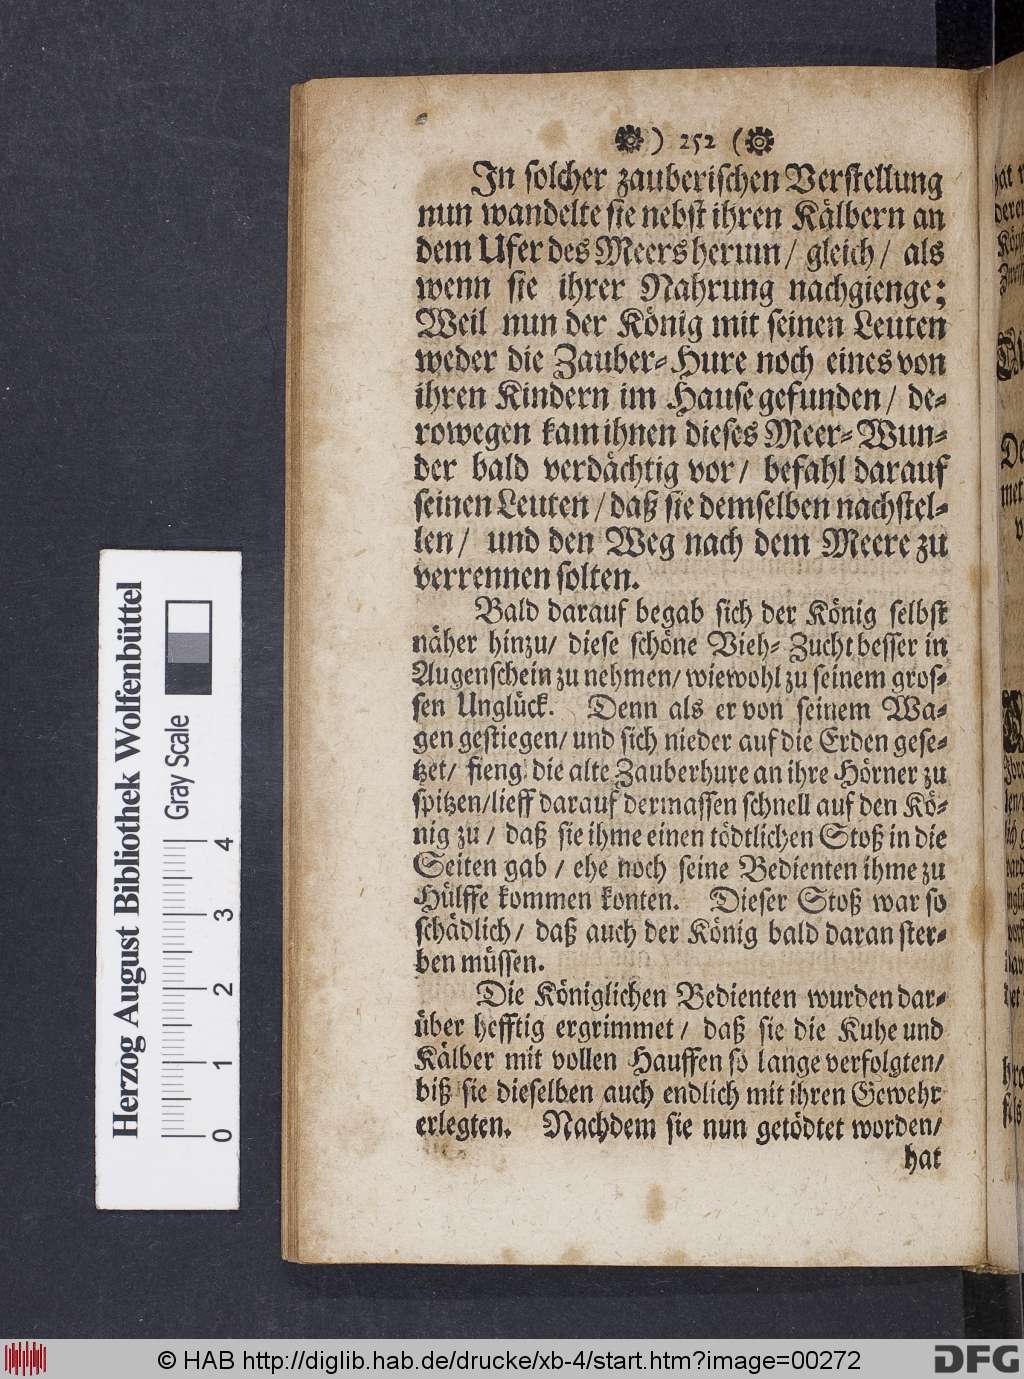 ) 252 (
In solcher zauberischen Verstellung
nun wandelte sie nebst ihren Kälbern an
dem Ufer des Meers herum/ gleich/ als
wenn sie ihrer Nahrung nachgienge;
Weil nun der König mit seinen Leuten
weder die Zauber-Hure noch eines von
ihren Kindern im Hause gefunden/ de-
rowegen kam ihnen dieses Meer-Wun-
der bald verdächtig vor/ befahl darauf
seinen Leuten/ daß sie demselben nachstel-
len/ und den Weg nach dem Meere zu
verrennen solten.
Bald darauf begab sich der König selbst
näher hinzu/ diese schöne Vieh-Zucht besser in
Augenschein zu nehmen/ wiewohl zu seinem gros-
sen Unglück. Denn als er von seinem Wa-
gen gestiegen/ und sich nieder auf die Erden gese-
tzet/ fieng die alte Zauberhure an ihre Hörner zu
spitzen/lieff darauf dermassen schnell auf den Kö-
nig zu/ daß sie ihme einen tödtlichen Stoß in die
Seiten gab/ ehe noch seine Bedienten ihme zu
Hülffe kommen konten. Dieser Stoß war so
schädlich/ daß auch der König bald daran ster-
ben müssen.
Die Königlichen Bedienten wurden dar-
über hefftig ergrimmet/ daß sie die Kuhe und
Kälber mit vollen Hauffen so lange verfolgten/
biß sie dieselben auch endlich mit ihren Gewehr
erlegten. Nachdem sie nun getödtet worden/
hat
Herzog August Bibliothek Wolfenbüttel
Gray Scale
0 1 2 3 4
© HAB http://diglib.hab.de/drucke/xb-4/start.htm?image=00272
DFG